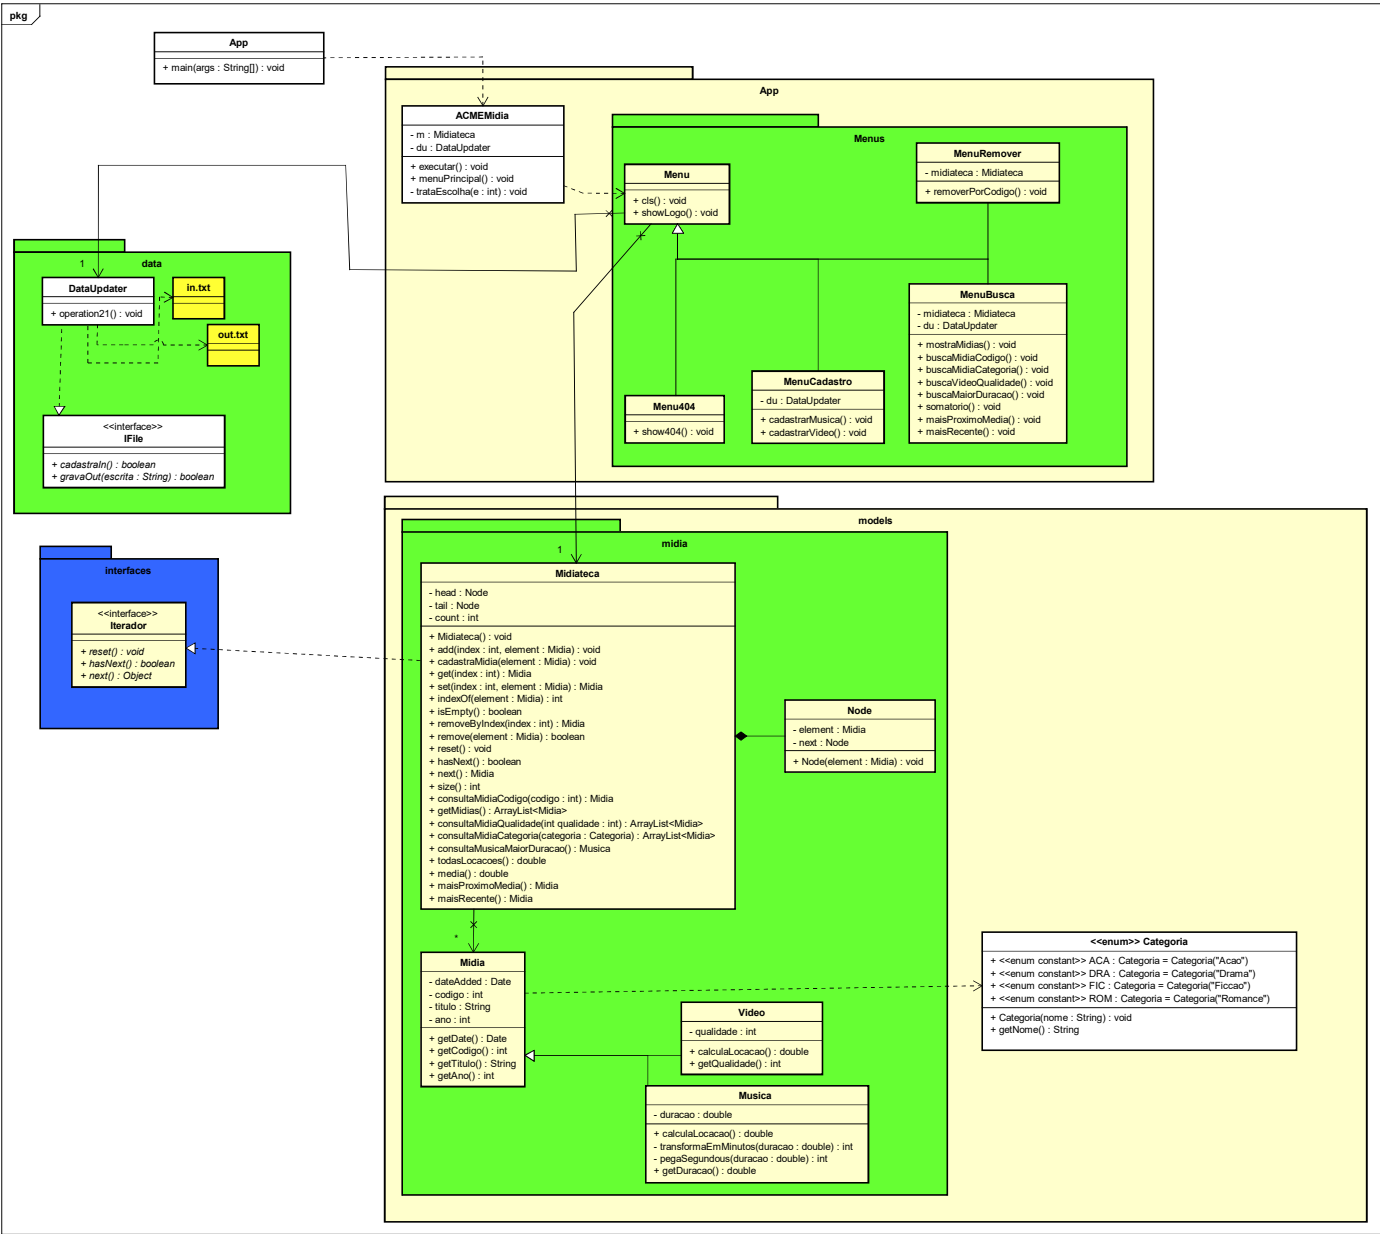 pkg
App
+ main(args : String[]) : void
App
ACMEMidia
- m : Midiateca
- du : DataUpdater
+ executar() : void
+ menuPrincipal() : void
- trataEscolha(e : int) : void
Menus
Menu
+ cls() : void
+ showLogo() : void
MenuRemover
- midiateca : Midiateca
+ removerPorCodigo() : void
MenuBusca
- midiateca : Midiateca
- du : DataUpdater
+ mostraMidias() : void
+ buscaMidiaCodigo() : void
+ buscaMidiaCategoria() : void
+ buscaVideoQualidade() : void
+ buscaMaiorDuracao() : void
+ somatorio() : void
+ maisProximoMedia() : void
+ maisRecente() : void
MenuCadastro
- du : DataUpdater
+ cadastrarMusica() : void
+ cadastrarVideo() : void
Menu404
+ show404() : void
data
1
DataUpdater
+ operation21() : void
in.txt
out.txt
<<interface>>
IFile
+ cadastraIn() : boolean
+ gravaOut(escrita : String) : boolean
interfaces
<<interface>>
Iterador
+ reset() : void
+ hasNext() : boolean
+ next() : Object
models
midia
1
Midiateca
- head : Node
- tail : Node
- count : int
+ Midiateca() : void
+ add(index : int, element : Midia) : void
+ cadastraMidia(element : Midia) : void
+ get(index : int) : Midia
+ set(index : int, element : Midia) : Midia
+ indexOf(element : Midia) : int
+ isEmpty() : boolean
+ removeByIndex(index : int) : Midia
+ remove(element : Midia) : boolean
+ reset() : void
+ hasNext() : boolean
+ next() : Midia
+ size() : int
+ consultaMidiaCodigo(codigo : int) : Midia
+ getMidias() : ArrayList<Midia>
+ consultaMidiaQualidade(int qualidade : int) : ArrayList<Midia>
+ consultaMidiaCategoria(categoria : Categoria) : ArrayList<Midia>
+ consultaMusicaMaiorDuracao() : Musica
+ todasLocacoes() : double
+ media() : double
+ maisProximoMedia() : Midia
+ maisRecente() : Midia
Node
- element : Midia
- next : Node
+ Node(element : Midia) : void
*
Midia
- dateAdded : Date
- codigo : int
- titulo : String
- ano : int
+ getDate() : Date
+ getCodigo() : int
+ getTitulo() : String
+ getAno() : int
Video
- qualidade : int
+ calculaLocacao() : double
+ getQualidade() : int
Musica
- duracao : double
+ calculaLocacao() : double
- transformaEmMinutos(duracao : double) : int
- pegaSegundous(duracao : double) : int
+ getDuracao() : double
<<enum>> Categoria
+ <<enum constant>> ACA : Categoria = Categoria("Acao")
+ <<enum constant>> DRA : Categoria = Categoria("Drama")
+ <<enum constant>> FIC : Categoria = Categoria("Ficcao")
+ <<enum constant>> ROM : Categoria = Categoria("Romance")
+ Categoria(nome : String) : void
+ getNome() : String